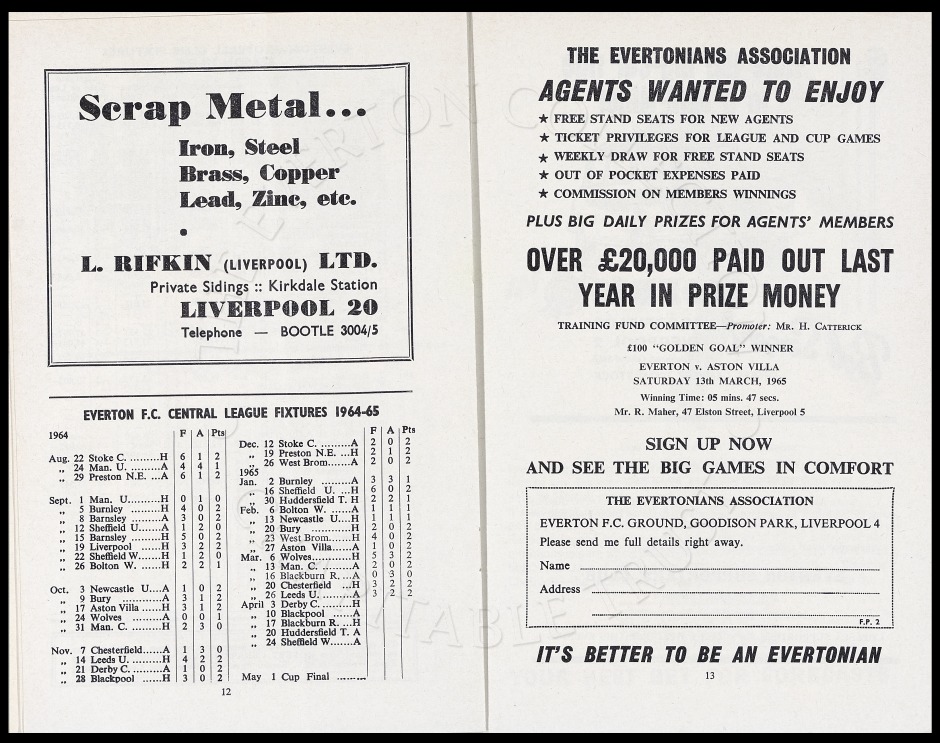 Scrap Metal...
Iron, Steel
Brass, Copper
Lead, Zinc, etc.
•
L. RIFKIN (LIVERPOOL) LTD.
Private Sidings :: Kirkdale Station
LIVERPOOL 20
Telephone — BOOTLE 3004/5
EVERTON F.C. CENTRAL LEAGUE FIXTURES 1964-65
1964 F A Pts
Aug. 22 Stoke C. ........H 6 1 2
,, 24 Man. U. ........A 4 4 1
,, 29 Preston N.E. ...H 6 1 2
Sept. 1 Man. U..........H 0 1 0
,, 5 Burnley ........H 4 0 2
,, 8 Barnsley ........A 3 0 2
,, 12 Sheffield U. ....A 1 2 0
,, 15 Barnsley ........H 5 0 2
,, 19 Liverpool ......H 3 2 2
,, 22 Sheffield W......H 1 2 0
,, 26 Bolton W. ......H 2 2 1
Oct. 3 Newcastle U....A 1 0 2
,, 9 Bury ............A 3 1 2
,, 17 Aston Villa ......H 3 1 2
,, 24 Wolves ..........A 0 0 1
,, 31 Man. C. ........H 2 3 0
Nov. 7 Chesterfield......A 1 3 0
,, 14 Leeds U. ........H 4 2 2
,, 21 Derby C. ........A 1 0 2
,, 28 Blackpool ......H 3 0 2
F A Pts
Dec. 12 Stoke C. .........A 2 0 2
,, 19 Preston N.E. ...H 2 1 2
,, 26 West Brom.......A 2 0 2
1965
Jan. 2 Burnley ..........A 3 3 1
,, 16 Sheffield U. ...H 6 0 2
,, 30 Huddersfield T. H 2 2 1
Feb. 6 Bolton W. ......A 1 1 1
,, 13 Newcastle U....H 1 1 1
,, 20 Bury .............H 2 0 2
,, 23 West Brom......H 4 0 2
,, 27 Aston Villa......A 1 0 2
Mar. 6 Wolves..........H 5 3 2
,, 13 Man. C. ........A 2 0 2
,, 16 Blackburn R. ...A 0 3 0
,, 20 Chesterfield ...H 3 2 2
,, 26 Leeds U. ........A 3 2 2
April 3 Derby C. ........H
,, 10 Blackpool ......A
,, 17 Blackburn R. ...H
,, 20 Huddersfield T. A
,, 24 Sheffield W......A
May 1 Cup Final .........
12
THE EVERTONIANS ASSOCIATION
AGENTS WANTED TO ENJOY
★ FREE STAND SEATS FOR NEW AGENTS
★ TICKET PRIVILEGES FOR LEAGUE AND CUP GAMES
★ WEEKLY DRAW FOR FREE STAND SEATS
★ OUT OF POCKET EXPENSES PAID
★ COMMISSION ON MEMBERS WINNINGS
PLUS BIG DAILY PRIZES FOR AGENTS' MEMBERS
OVER £20,000 PAID OUT LAST
YEAR IN PRIZE MONEY
TRAINING FUND COMMITTEE—Promoter: MR. H. CATTERICK
£100 "GOLDEN GOAL" WINNER
EVERTON v. ASTON VILLA
SATURDAY 13th MARCH, 1965
Winning Time: 05 mins. 47 secs.
Mr. R. Maher, 47 Elston Street, Liverpool 5
SIGN UP NOW
AND SEE THE BIG GAMES IN COMFORT
THE EVERTONIANS ASSOCIATION
EVERTON F.C. GROUND, GOODISON PARK, LIVERPOOL 4
Please send me full details right away.
Name
Address
F.P. 2
IT'S BETTER TO BE AN EVERTONIAN
13